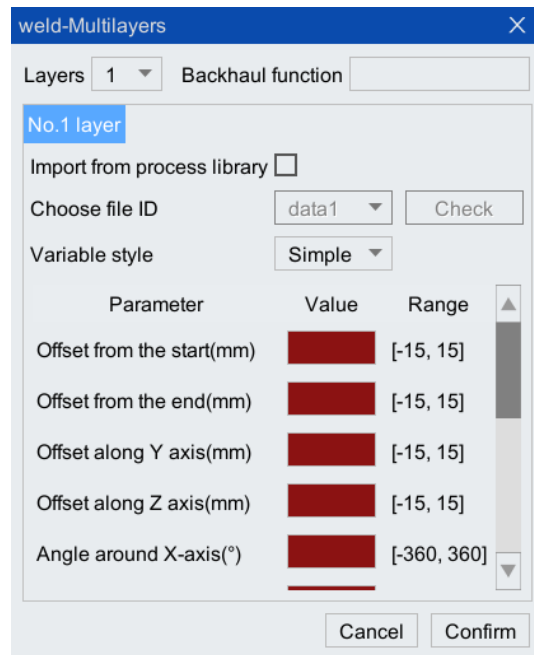 weld-Multilayers
Layers 1 Backhaul function
No.1 layer
Import from process library
Choose file ID data1 Check
Variable style Simple
Parameter Value Range
Offset from the start(mm) [-15, 15]
Offset from the end(mm) [-15, 15]
Offset along Y axis(mm) [-15, 15]
Offset along Z axis(mm) [-15, 15]
Angle around X-axis(°) [-360, 360]
Cancel Confirm